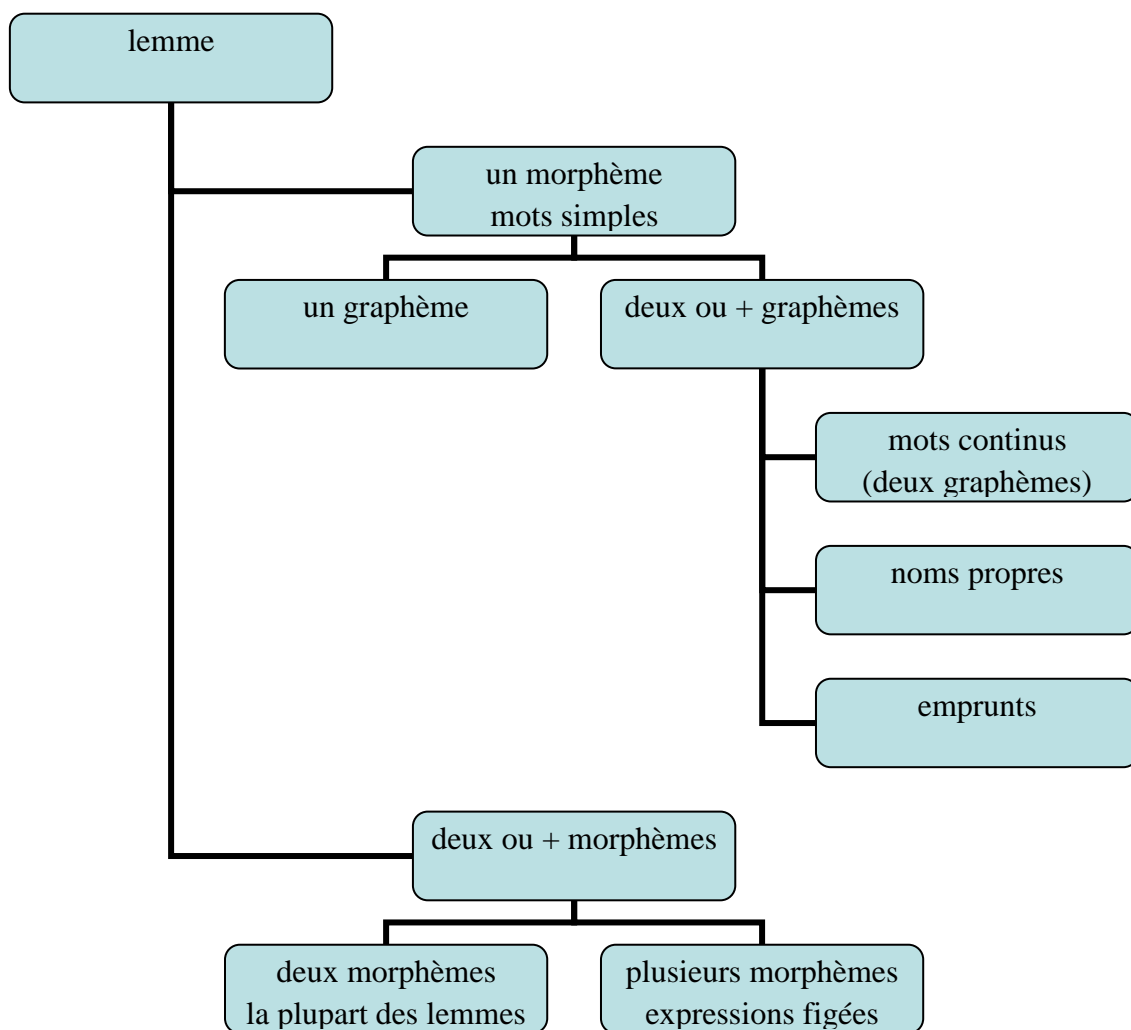 lemme
un morphème
mots simples
un graphème
deux ou + graphèmes
mots continus
(deux graphèmes)
noms propres
emprunts
deux ou + morphèmes
deux morphèmes
la plupart des lemmes
plusieurs morphèmes
expressions figées